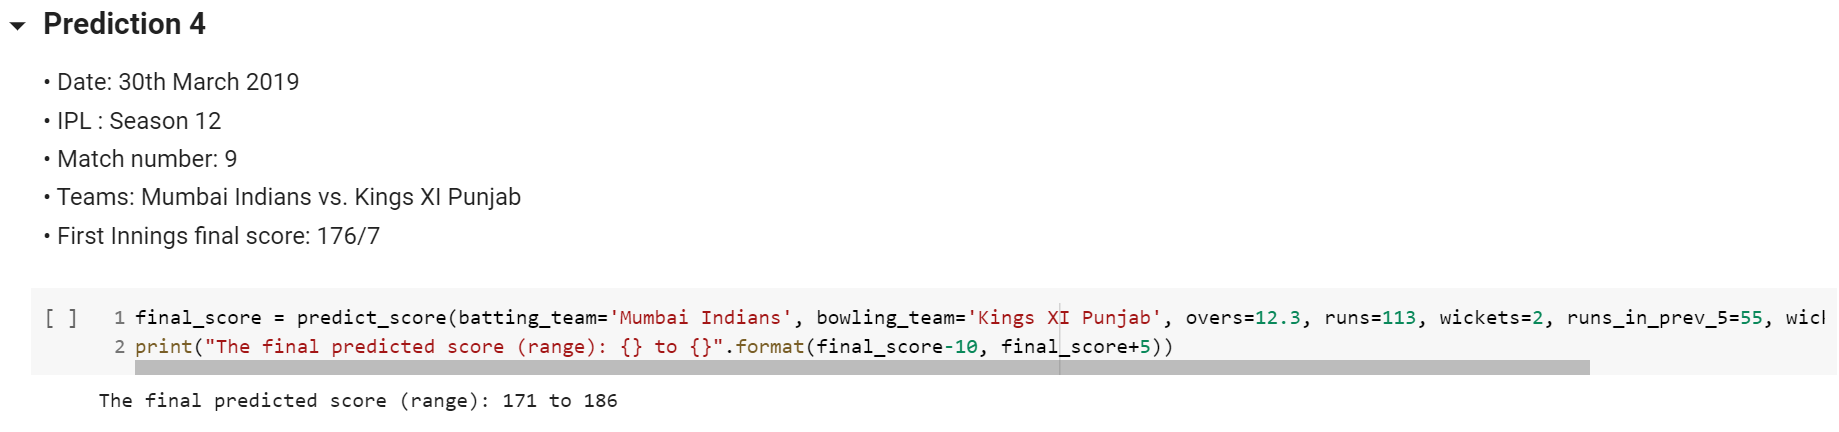 Prediction 4
• Date: 30th March 2019
• IPL : Season 12
• Match number: 9
• Teams: Mumbai Indians vs. Kings XI Punjab
• First Innings final score: 176/7
[ ] 1 final_score = predict_score(batting_team='Mumbai Indians', bowling_team='Kings XI Punjab', overs=12.3, runs=113, wickets=2, runs_in_prev_5=55,
2 print("The final predicted score (range): {} to {}".format(final_score-10, final_score+5))
The final predicted score (range): 171 to 186